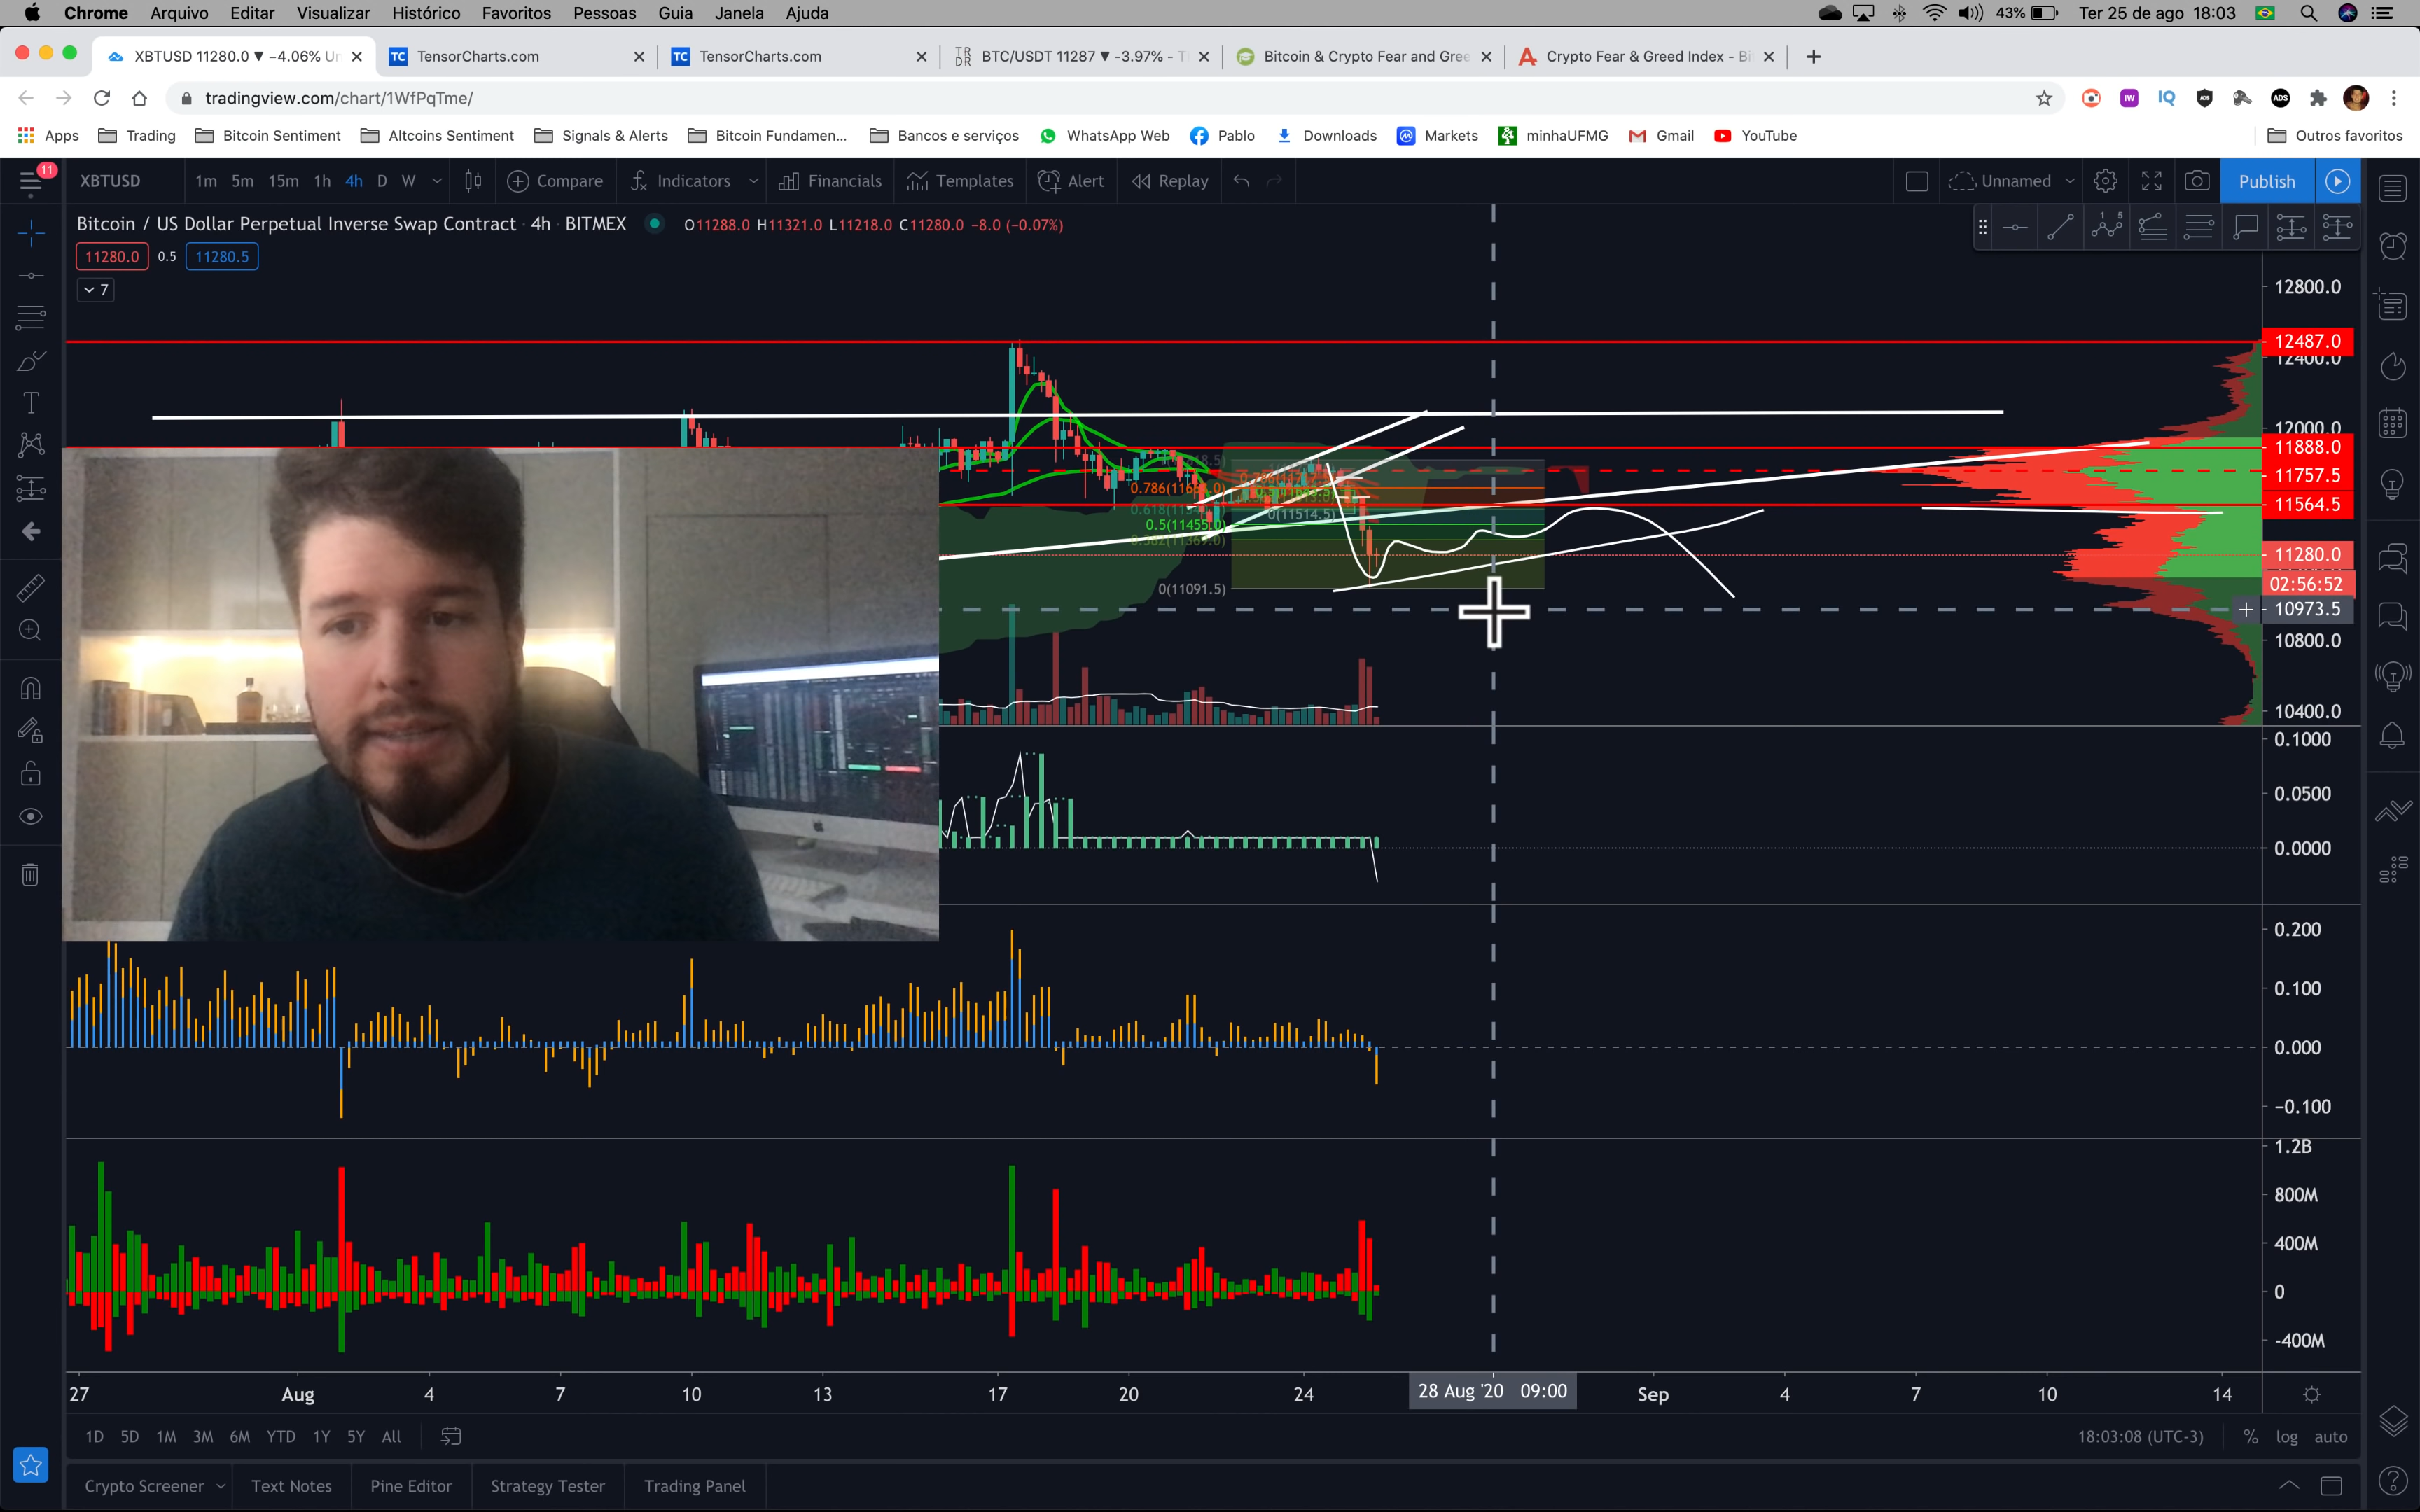 Chrome Arquivo Editar Visualizar Histórico Favoritos Pessoas Guia Janela Ajuda 43% Ter 25 de ago 18:03
XBTUSD 11280.0 ▼ −4.06% Un TensorCharts.com TensorCharts.com BTC/USDT 11287 ▼ -3.97% - T Bitcoin & Crypto Fear and Gree Crypto Fear & Greed Index - Bi
tradingview.com/chart/1WfPqTme/
Apps Trading Bitcoin Sentiment Altcoins Sentiment Signals & Alerts Bitcoin Fundamen... Bancos e serviços WhatsApp Web Pablo Downloads Markets minhaUFMG Gmail YouTube Outros favoritos
11 XBTUSD 1m 5m 15m 1h 4h D W Compare Indicators Financials Templates Alert Replay Unnamed Publish
Bitcoin / US Dollar Perpetual Inverse Swap Contract · 4h · BITMEX O11288.0 H11321.0 L11218.0 C11280.0 −8.0 (−0.07%)
11280.0 0.5 11280.5
7
12800.0
12487.0
12400.0
12000.0
11888.0
11757.5
11564.5
0(11514.5)
0.5(11455.0)
11280.0
02:56:52
0(11091.5)
10973.5
10800.0
10400.0
0.1000
0.0500
0.0000
0.200
0.100
0.000
−0.100
1.2B
800M
400M
0
-400M
27 Aug 4 7 10 13 17 20 24 28 Aug '20 09:00 Sep 4 7 10 14
1D 5D 1M 3M 6M YTD 1Y 5Y All 18:03:08 (UTC-3) % log auto
Crypto Screener Text Notes Pine Editor Strategy Tester Trading Panel